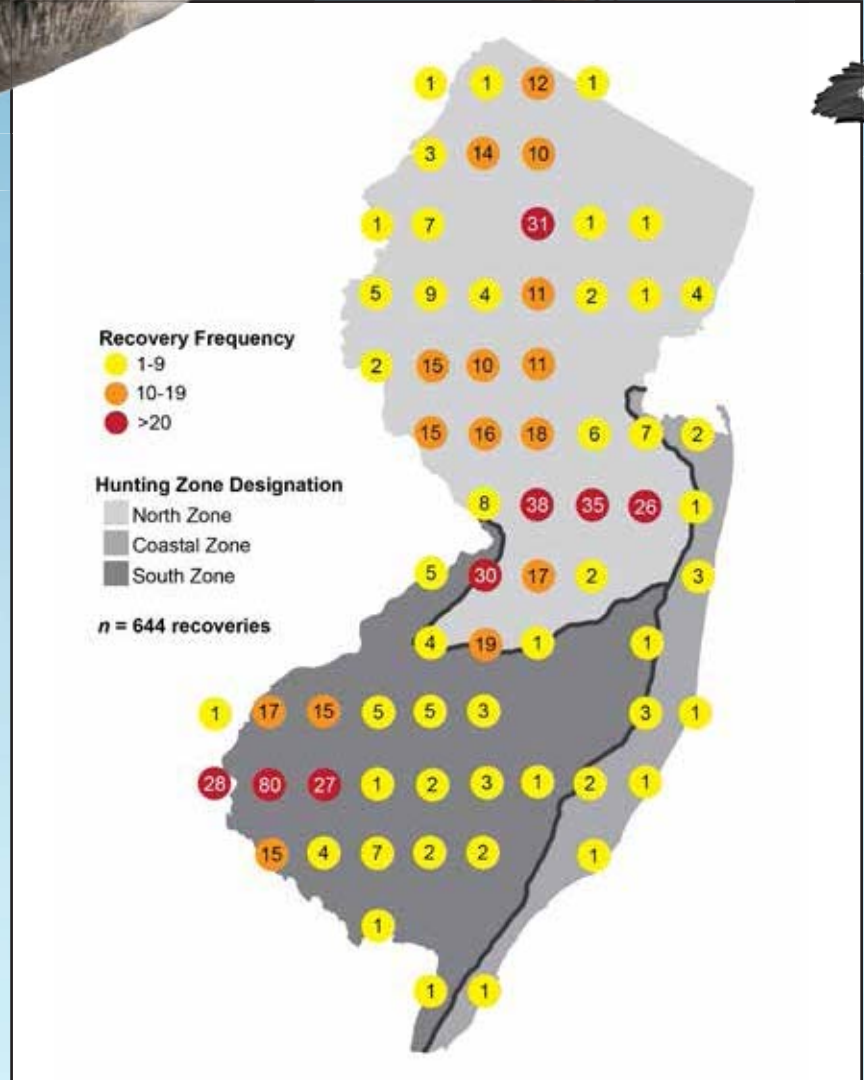 1 1 12 1
3 14 10
1 7 31 1 1
5 9 4 11 2 1 4
Recovery Frequency
1-9
10-19
>20
2 15 10 11
15 16 18 6 7 2
Hunting Zone Designation
North Zone
Coastal Zone
South Zone
8 38 35 26 1
5 30 17 2 3
n = 644 recoveries
4 19 1 1
1 17 15 5 5 3 3 1
28 80 27 1 2 3 1 2 1
15 4 7 2 2 1
1
1 1